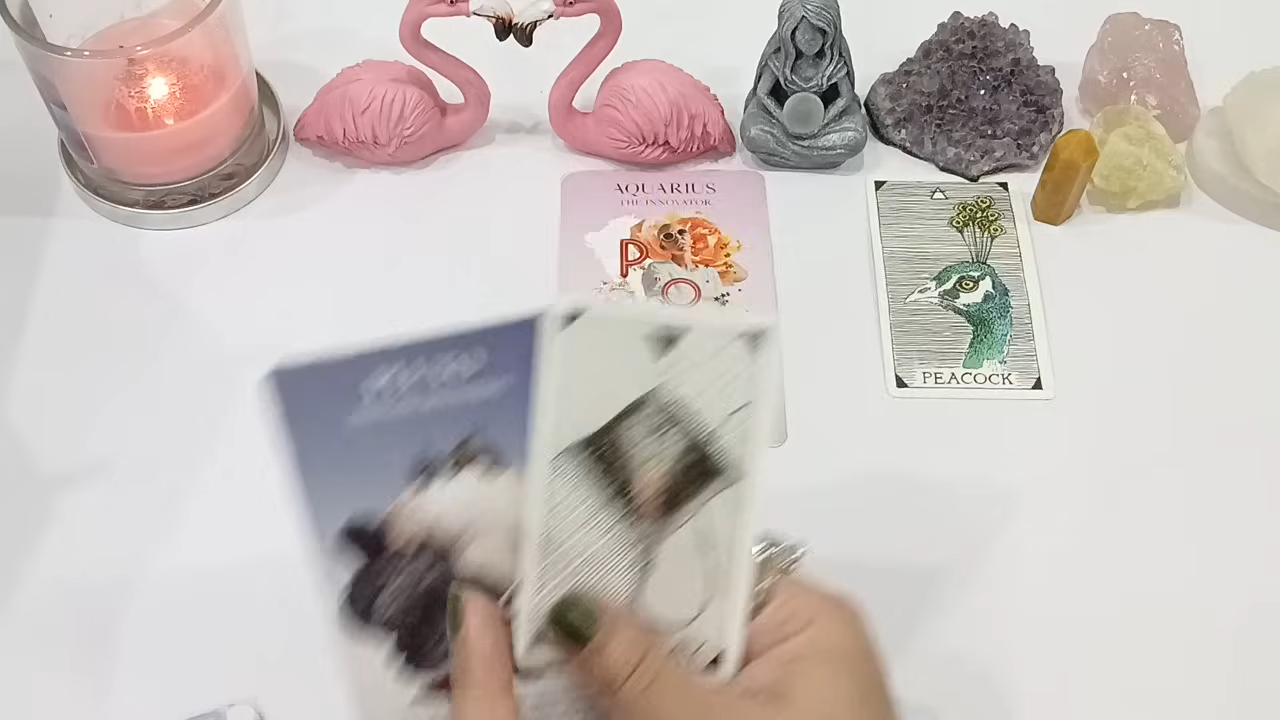 AQUARIUS
THE INNOVATOR
P
O
PEACOCK